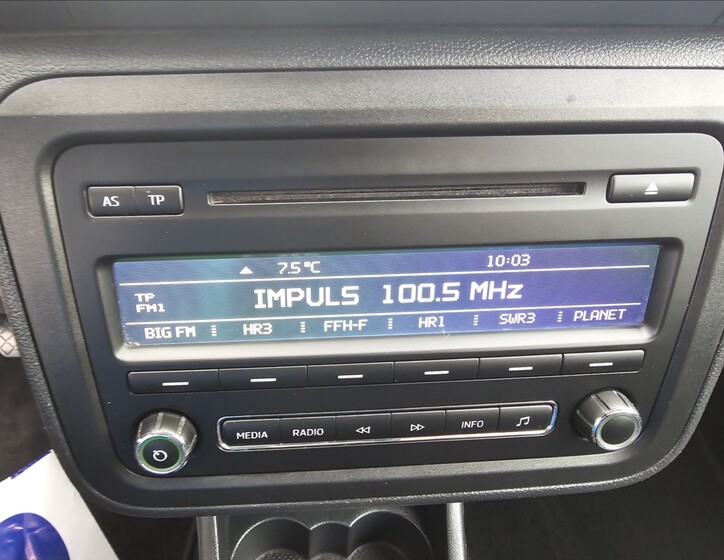 AS TP
7.5°C 10:03
TP
IMPULS 100.5 MHz
FM1
BIG FM HR3 FFH-F HR1 SWR3 PLANET
MEDIA RADIO INFO